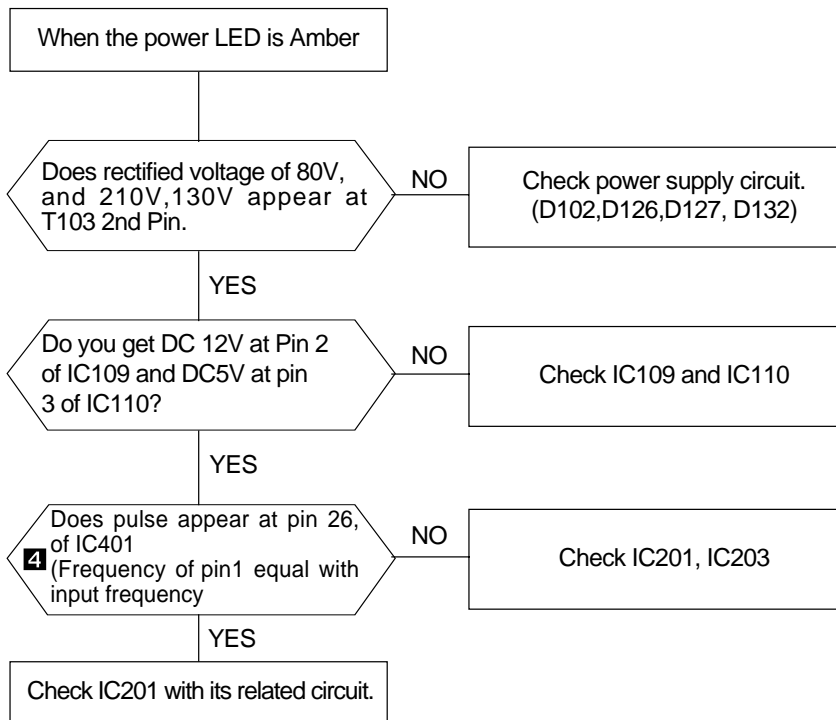 When the power LED is Amber
Does rectified voltage of 80V,
and 210V,130V appear at
T103 2nd Pin.
NO
Check power supply circuit.
(D102,D126,D127, D132)
YES
Do you get DC 12V at Pin 2
of IC109 and DC5V at pin
3 of IC110?
NO
Check IC109 and IC110
YES
Does pulse appear at pin 26,
of IC401
4
(Frequency of pin1 equal with
input frequency
NO
Check IC201, IC203
YES
Check IC201 with its related circuit.